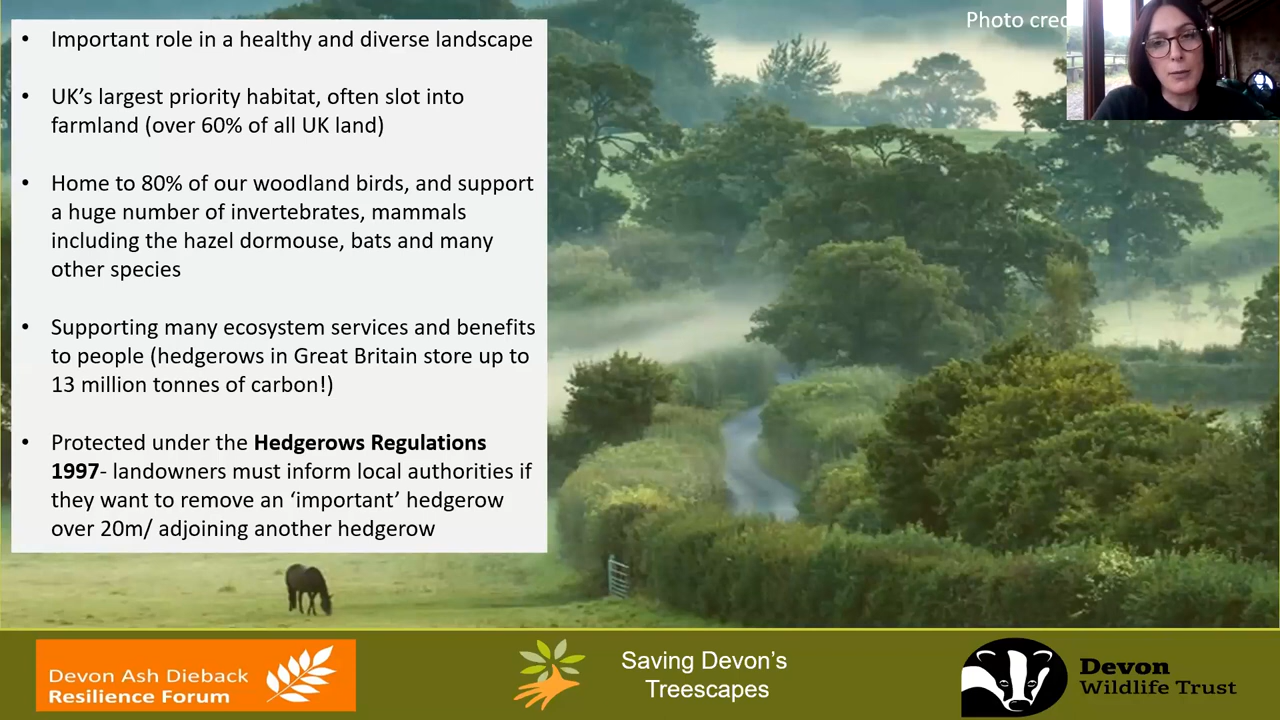 Photo
• Important role in a healthy and diverse landscape
• UK’s largest priority habitat, often slot into
farmland (over 60% of all UK land)
• Home to 80% of our woodland birds, and support
a huge number of invertebrates, mammals
including the hazel dormouse, bats and many
other species
• Supporting many ecosystem services and benefits
to people (hedgerows in Great Britain store up to
13 million tonnes of carbon!)
• Protected under the Hedgerows Regulations
1997- landowners must inform local authorities if
they want to remove an ‘important’ hedgerow
over 20m/ adjoining another hedgerow
Devon Ash Dieback
Resilience Forum
Saving Devon’s
Treescapes
Devon
Wildlife Trust